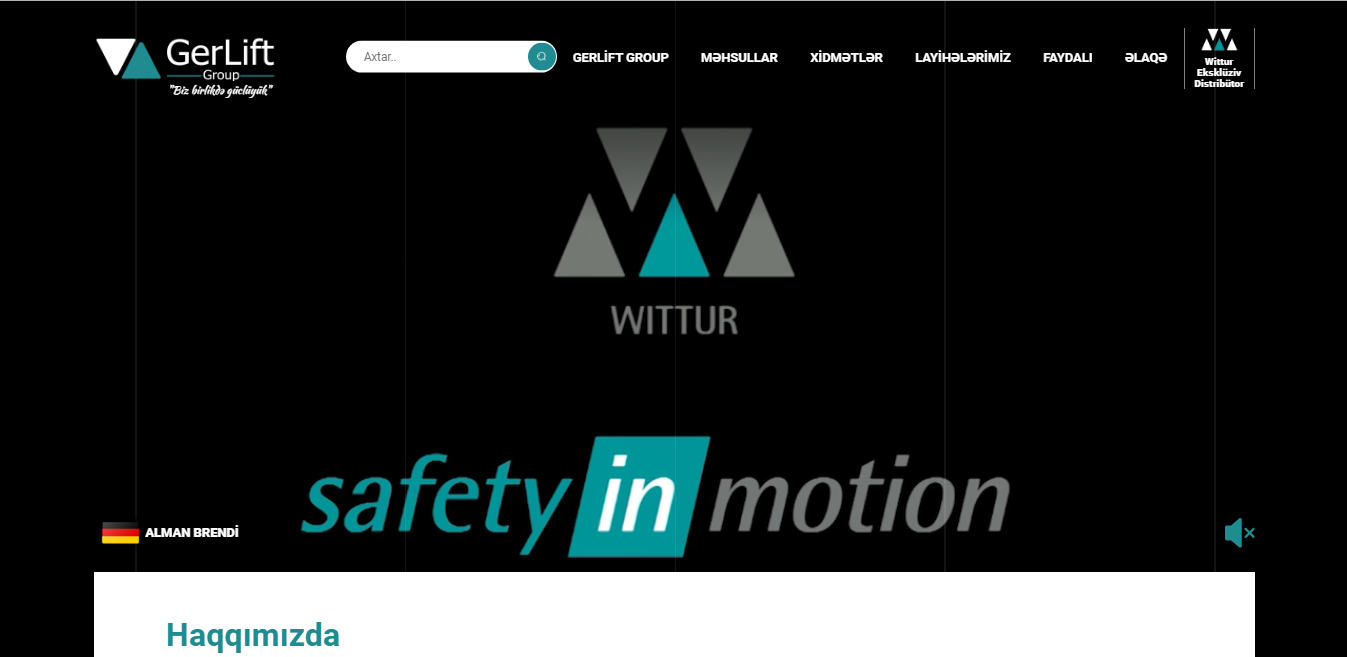 GerLift
Group
"Biz birlikdə güclüyük"
Axtar..
GERLİFT GROUP
MƏHSULLAR
XİDMƏTLƏR
LAYİHƏLƏRİMİZ
FAYDALI
ƏLAQƏ
Wittur
Eksklüziv
Distribütor
WITTUR
safety in motion
ALMAN BRENDİ
Haqqımızda